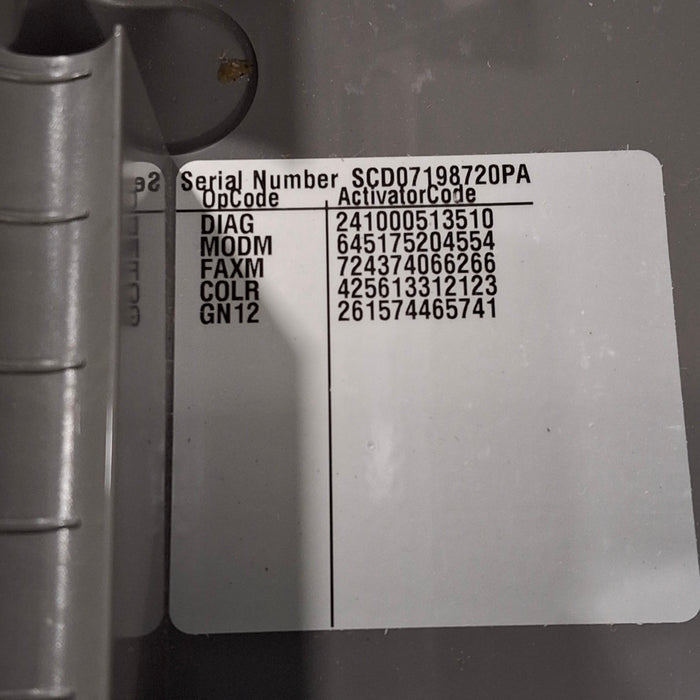 Serial Number SCD07198720PA
OpCode ActivatorCode
DIAG 241000513510
MODM 645175204554
FAXM 724374066266
COLR 425613312123
GN12 261574465741